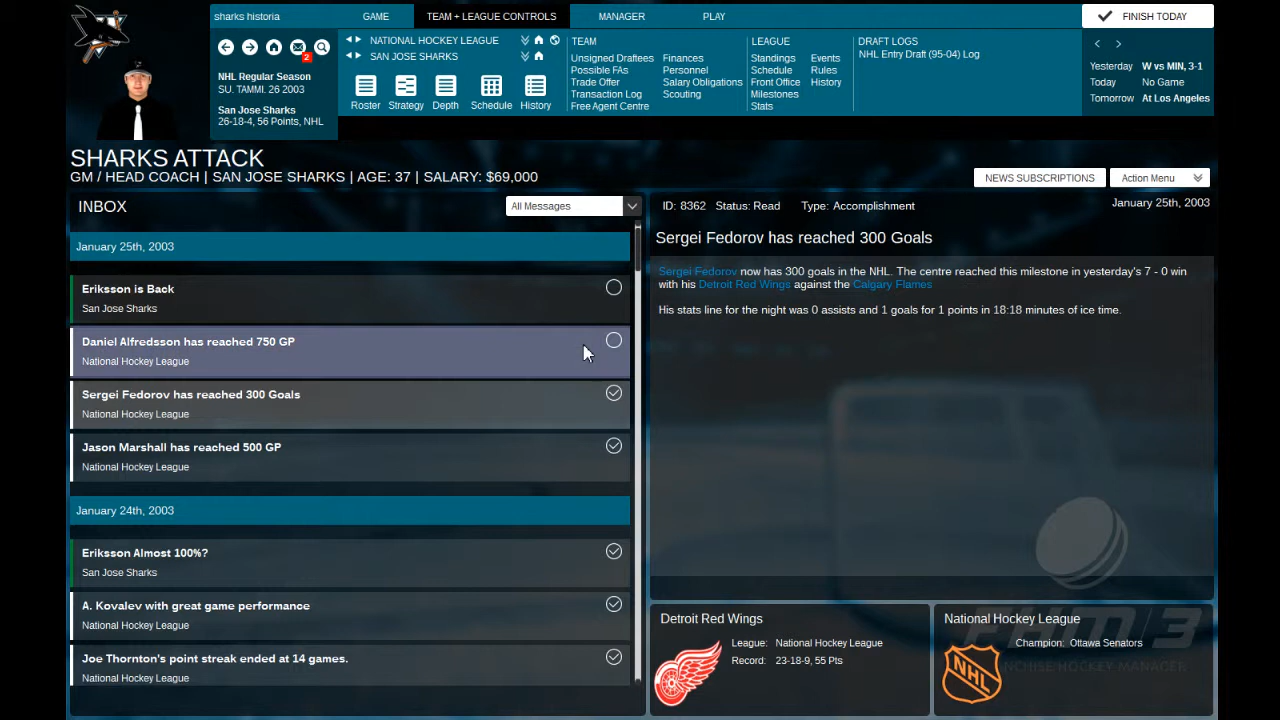 sharks historia
GAME
TEAM + LEAGUE CONTROLS
MANAGER
PLAY
FINISH TODAY
2
NHL Regular Season
SU. TAMMI. 26 2003
San Jose Sharks
26-18-4, 56 Points, NHL
NATIONAL HOCKEY LEAGUE
SAN JOSE SHARKS
Roster
Strategy
Depth
Schedule
History
TEAM
Unsigned Draftees
Possible FAs
Trade Offer
Transaction Log
Free Agent Centre
Finances
Personnel
Salary Obligations
Scouting
LEAGUE
Standings
Schedule
Front Office
Milestones
Stats
Events
Rules
History
DRAFT LOGS
NHL Entry Draft (95-04) Log
Yesterday W vs MIN, 3-1
Today No Game
Tomorrow At Los Angeles
SHARKS ATTACK
GM / HEAD COACH | SAN JOSE SHARKS | AGE: 37 | SALARY: $69,000
NEWS SUBSCRIPTIONS
Action Menu
INBOX
All Messages
January 25th, 2003
Eriksson is Back
San Jose Sharks
Daniel Alfredsson has reached 750 GP
National Hockey League
Sergei Fedorov has reached 300 Goals
National Hockey League
Jason Marshall has reached 500 GP
National Hockey League
January 24th, 2003
Eriksson Almost 100%?
San Jose Sharks
A. Kovalev with great game performance
National Hockey League
Joe Thornton's point streak ended at 14 games.
National Hockey League
ID: 8362 Status: Read Type: Accomplishment
January 25th, 2003
Sergei Fedorov has reached 300 Goals
Sergei Fedorov now has 300 goals in the NHL. The centre reached this milestone in yesterday's 7 - 0 win
with his Detroit Red Wings against the Calgary Flames
His stats line for the night was 0 assists and 1 goals for 1 points in 18:18 minutes of ice time.
Detroit Red Wings
League: National Hockey League
Record: 23-18-9, 55 Pts
National Hockey League
Champion: Ottawa Senators
NHL
FHM/3